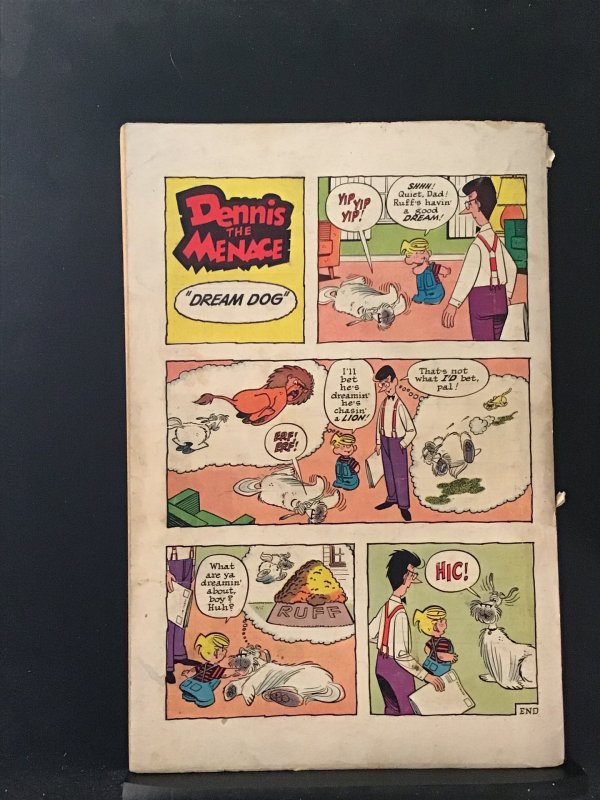 Dennis
THE
MENACE
"DREAM DOG"
YIP
YIP
YIP!
SHHH!
Quiet, Dad!
Ruff's havin'
a good
DREAM!
I'll
bet
he's
dreamin'
he's
chasin'
a LION!
That's not
what I'D bet,
pal!
ERF!
ERF!
What
are ya
dreamin'
about,
boy?
Huh?
RUFF
HIC!
END